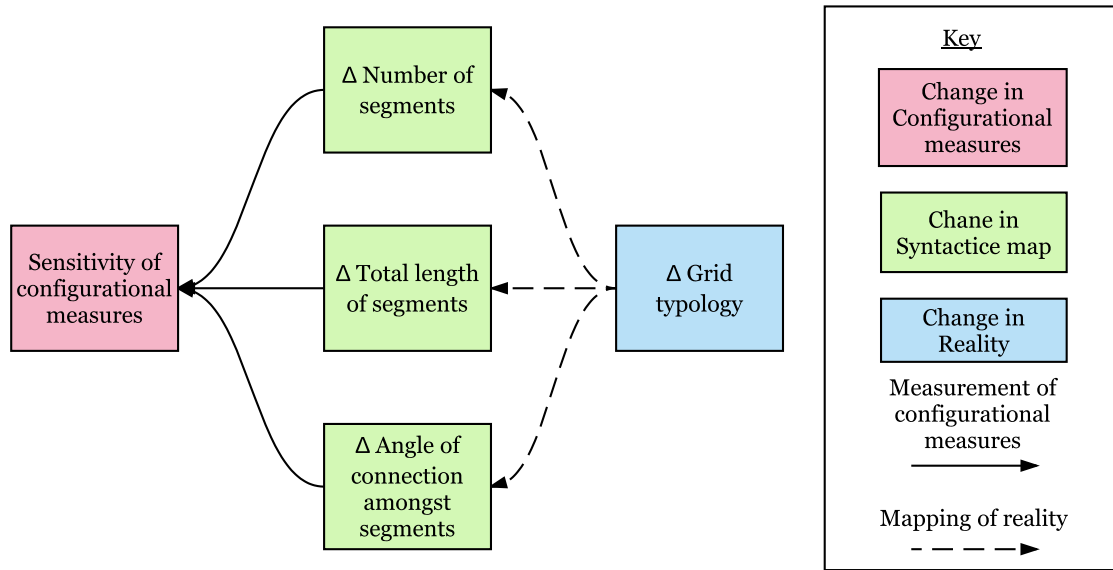 Δ Number of
segments
Sensitivity of
configurational
measures
Δ Total length
of segments
Δ Grid
typology
Δ Angle of
connection
amongst
segments
Key
Change in
Configurational
measures
Chane in
Syntactice map
Change in
Reality
Measurement of
configurational
measures
Mapping of reality